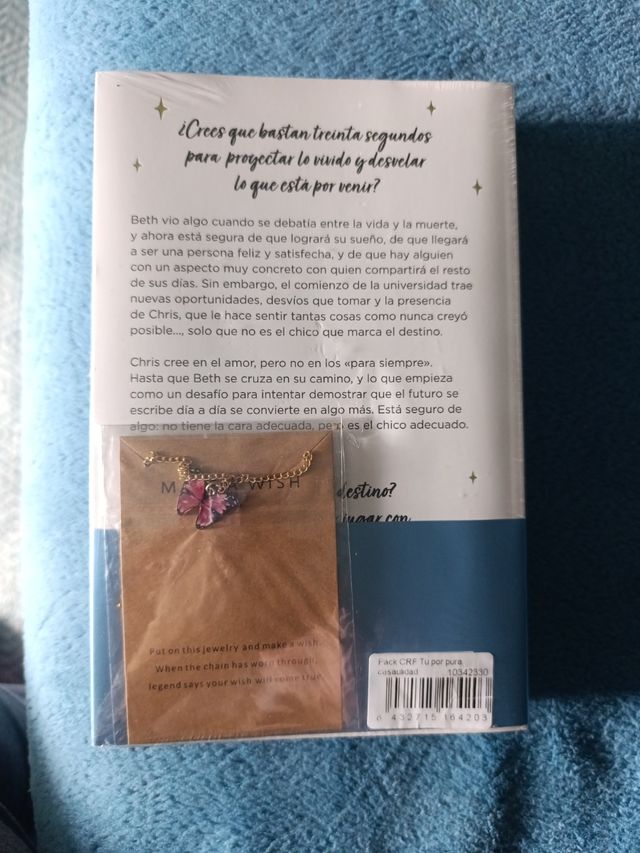 ¿Crees que bastan treinta segundos
para proyectar lo vivido y desvelar
lo que está por venir?
Beth vio algo cuando se debatía entre la vida y la muerte,
y ahora está segura de que logrará su sueño, de que llegará
a ser una persona feliz y satisfecha, y de que hay alguien
con un aspecto muy concreto con quien compartirá el resto
de sus días. Sin embargo, el comienzo de la universidad trae
nuevas oportunidades, desvíos que tomar y la presencia
de Chris, que le hace sentir tantas cosas como nunca creyó
posible..., solo que no es el chico que marca el destino.
Chris cree en el amor, pero no en los «para siempre».
Hasta que Beth se cruza en su camino, y lo que empieza
como un desafío para intentar demostrar que el futuro se
escribe día a día se convierte en algo más. Está seguro de
algo: no tiene la cara adecuada, pero es el chico adecuado.
destino?
jugar con
A WISH
Put on this jewelry and make a wish.
When the chain has worn through,
legend says your wish will come true.
Pack CRF Tu por pura
casualidad 10342330
6 432715 164203